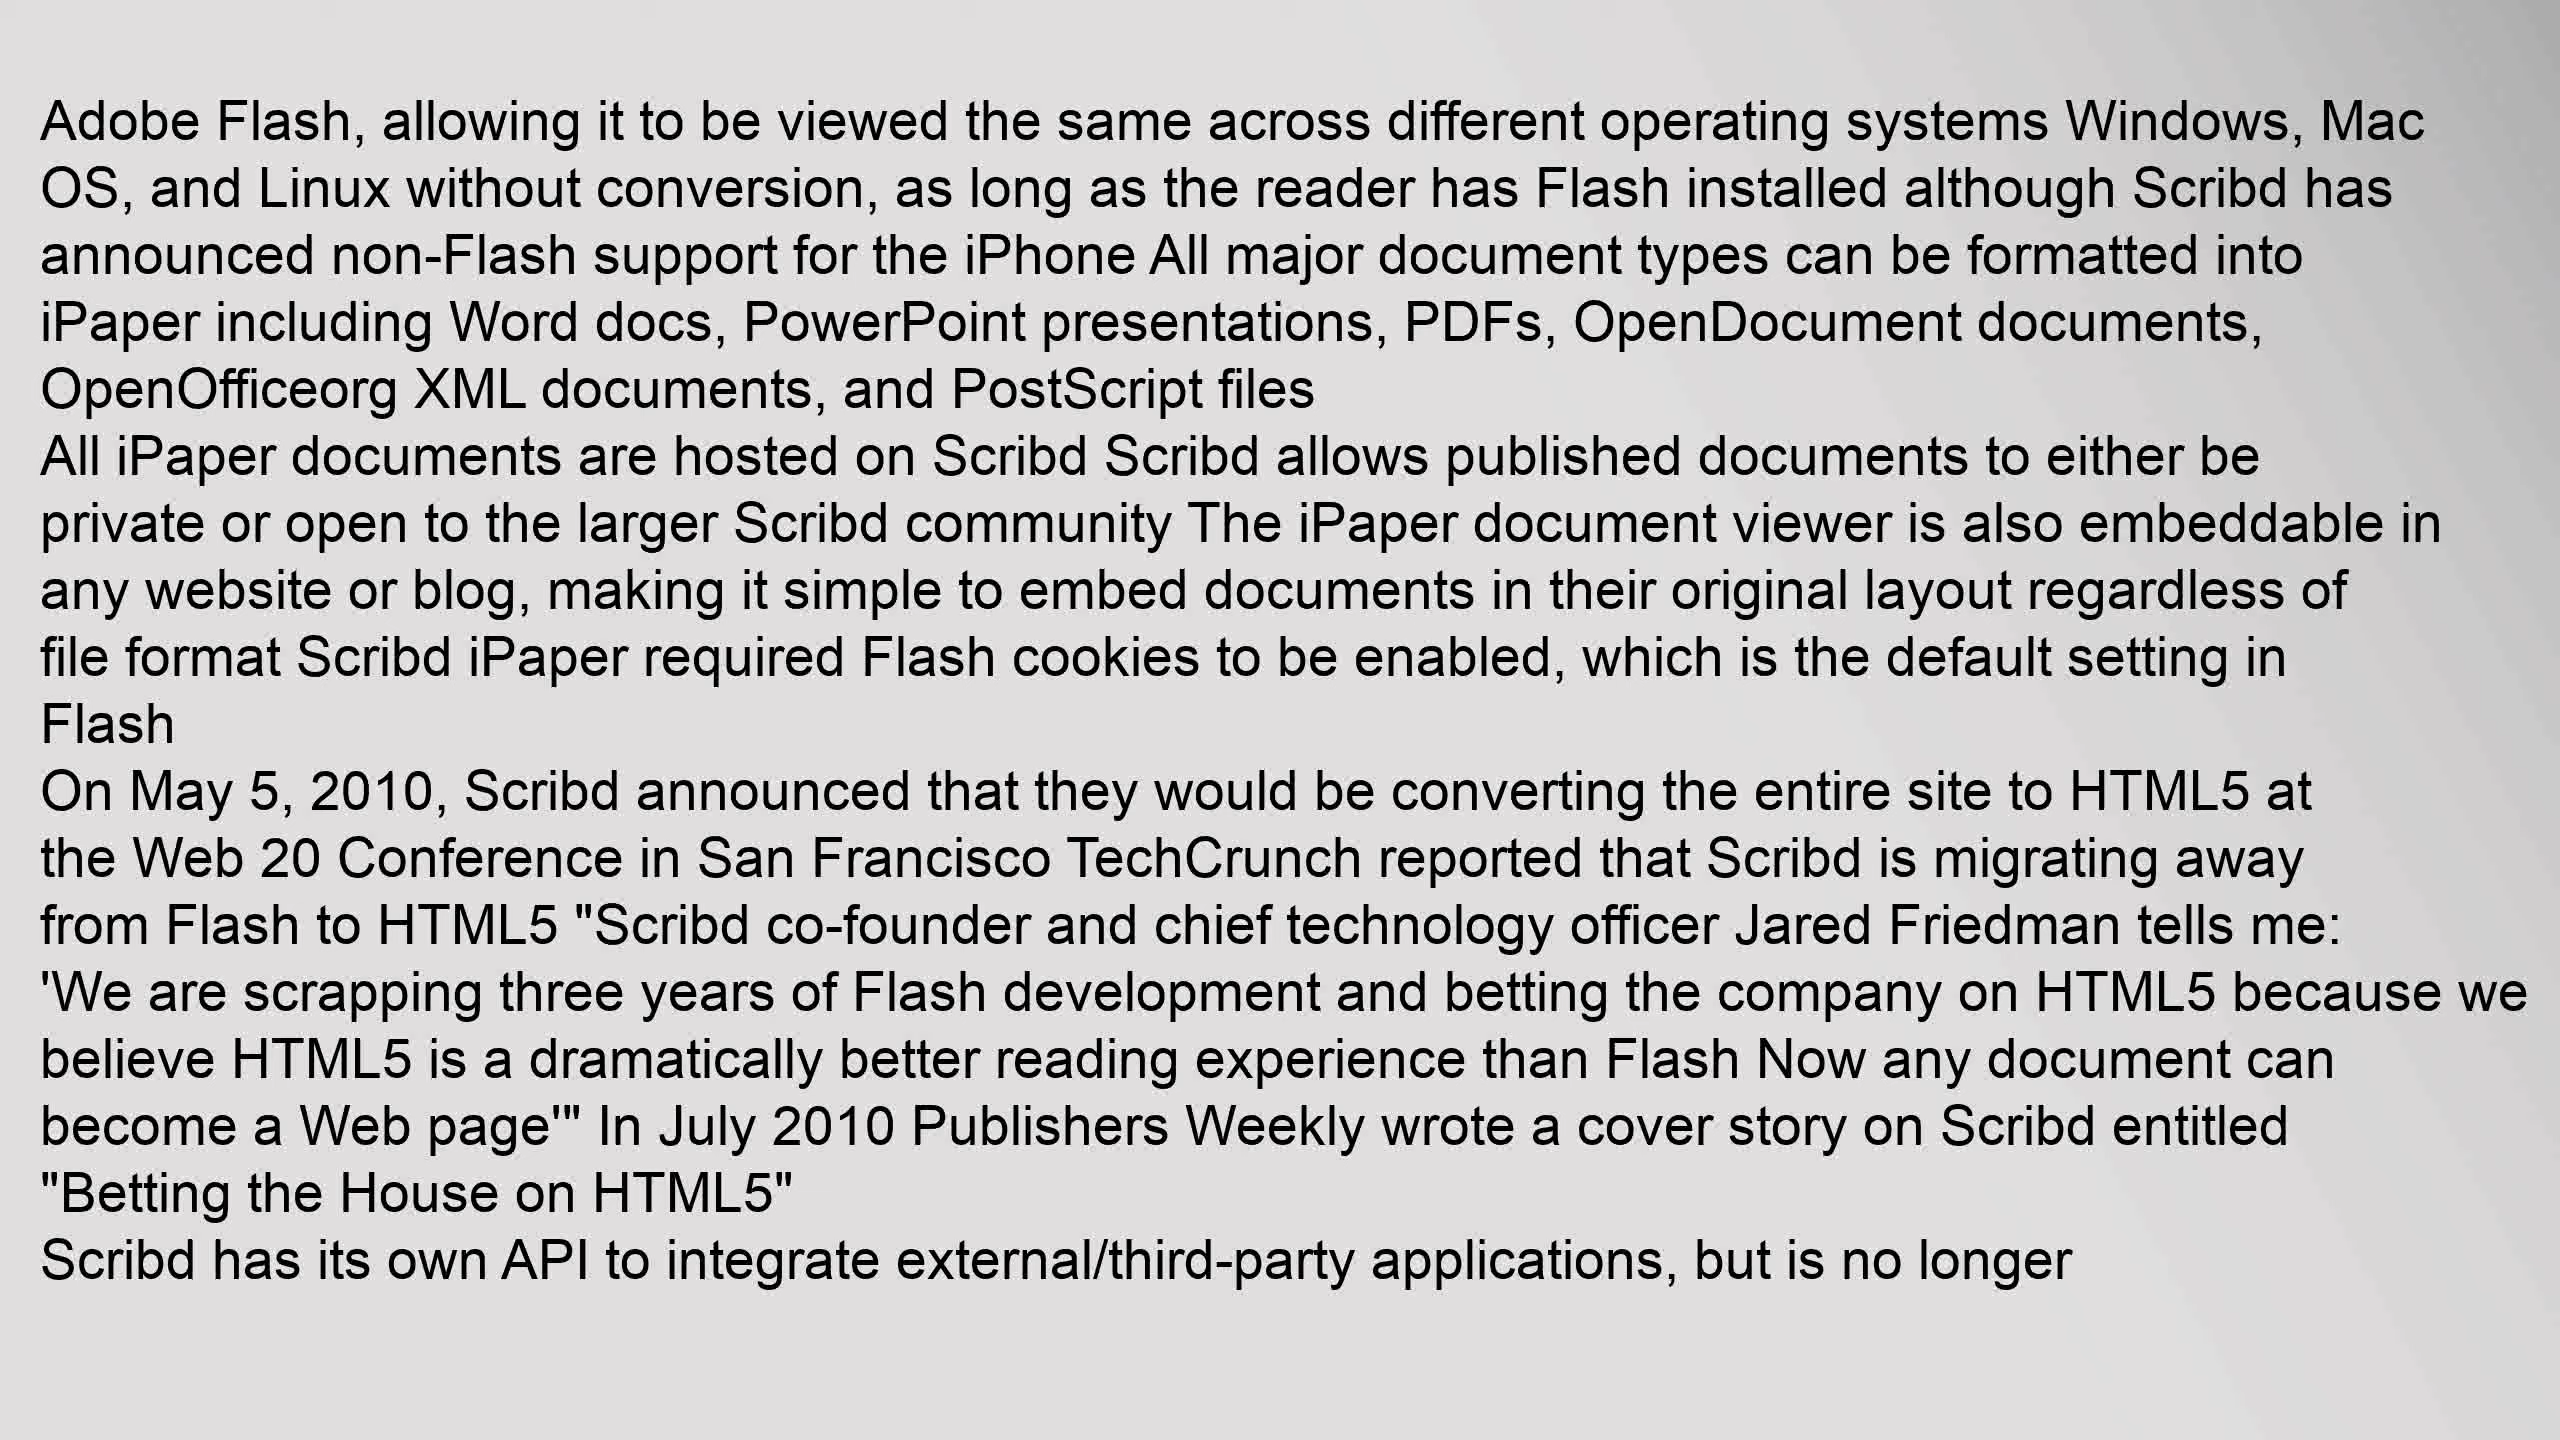 Adobe Flash, allowing it to be viewed the same across different operating systems Windows, Mac
OS, and Linux without conversion, as long as the reader has Flash installed although Scribd has
announced non-Flash support for the iPhone All major document types can be formatted into
iPaper including Word docs, PowerPoint presentations, PDFs, OpenDocument documents,
OpenOfficeorg XML documents, and PostScript files
All iPaper documents are hosted on Scribd Scribd allows published documents to either be
private or open to the larger Scribd community The iPaper document viewer is also embeddable in
any website or blog, making it simple to embed documents in their original layout regardless of
file format Scribd iPaper required Flash cookies to be enabled, which is the default setting in
Flash
On May 5, 2010, Scribd announced that they would be converting the entire site to HTML5 at
the Web 20 Conference in San Francisco TechCrunch reported that Scribd is migrating away
from Flash to HTML5 "Scribd co-founder and chief technology officer Jared Friedman tells me:
'We are scrapping three years of Flash development and betting the company on HTML5 because we
believe HTML5 is a dramatically better reading experience than Flash Now any document can
become a Web page'" In July 2010 Publishers Weekly wrote a cover story on Scribd entitled
"Betting the House on HTML5"
Scribd has its own API to integrate external/third-party applications, but is no longer